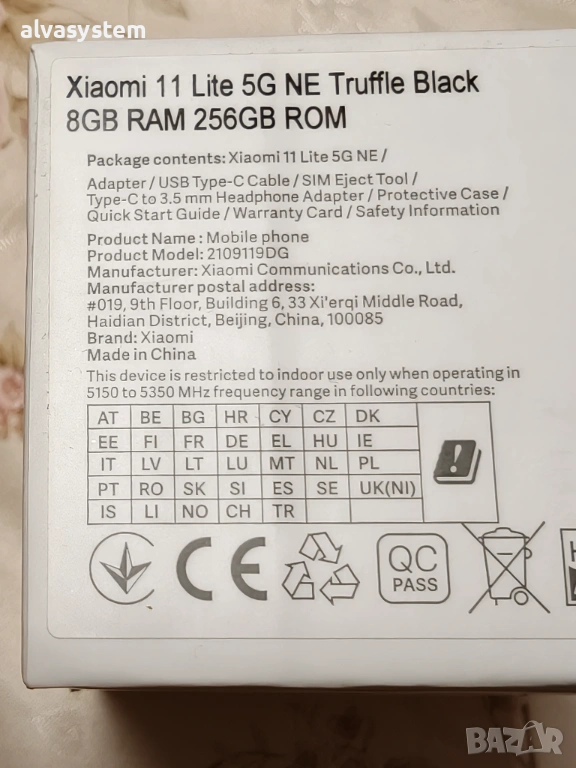 alvasystem
Xiaomi 11 Lite 5G NE Truffle Black
8GB RAM 256GB ROM
Package contents: Xiaomi 11 Lite 5G NE /
Adapter / USB Type-C Cable / SIM Eject Tool /
Type-C to 3.5 mm Headphone Adapter / Protective Case /
Quick Start Guide / Warranty Card / Safety Information
Product Name : Mobile phone
Product Model: 2109119DG
Manufacturer: Xiaomi Communications Co., Ltd.
Manufacturer postal address:
#019, 9th Floor, Building 6, 33 Xi'erqi Middle Road,
Haidian District, Beijing, China, 100085
Brand: Xiaomi
Made in China
This device is restricted to indoor use only when operating in
5150 to 5350 MHz frequency range in following countries:
AT BE BG HR CY CZ DK
EE FI FR DE EL HU IE
IT LV LT LU MT NL PL
PT RO SK SI ES SE UK(NI)
IS LI NO CH TR
CE
QC
PASS
BAZAR